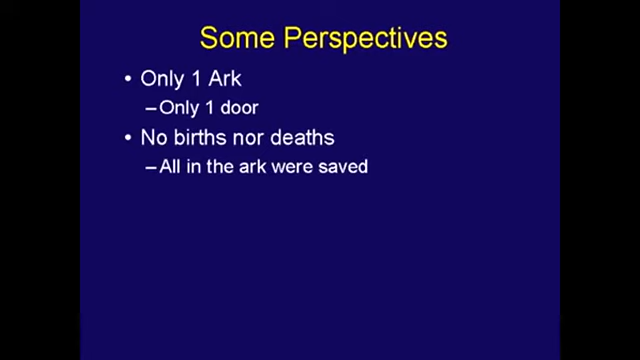 Some Perspectives
• Only 1 Ark
–Only 1 door
• No births nor deaths
–All in the ark were saved